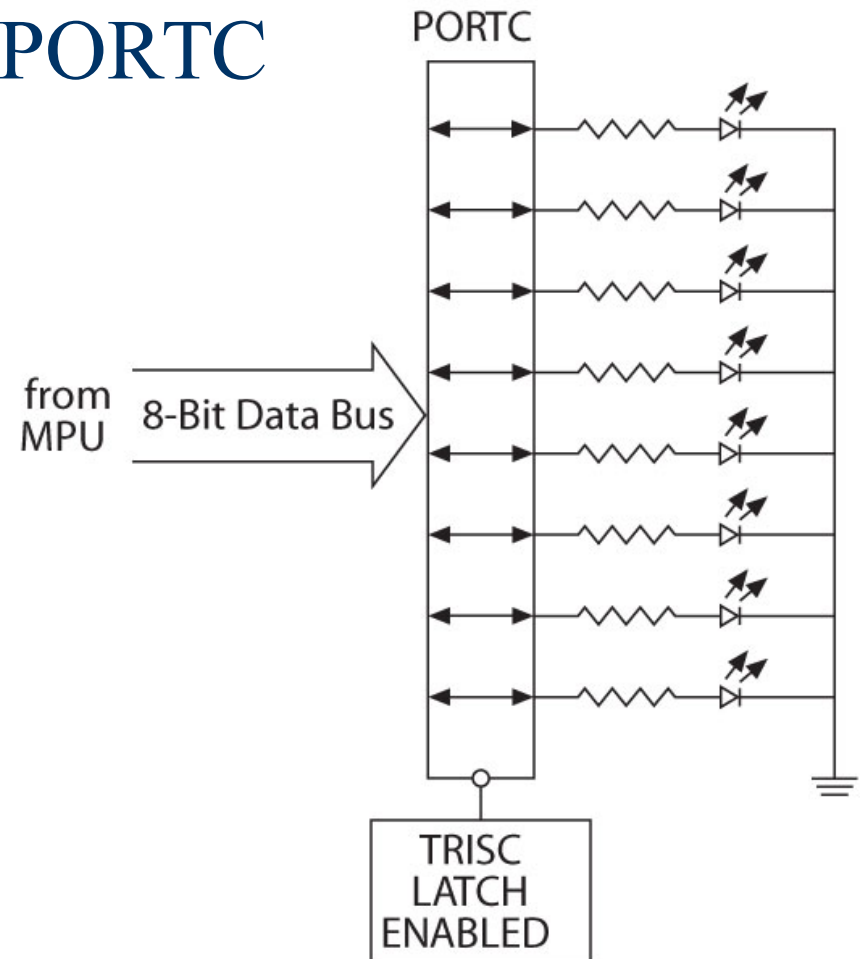 PORTC
PORTC
from
MPU
8-Bit Data Bus
TRISC
LATCH
ENABLED